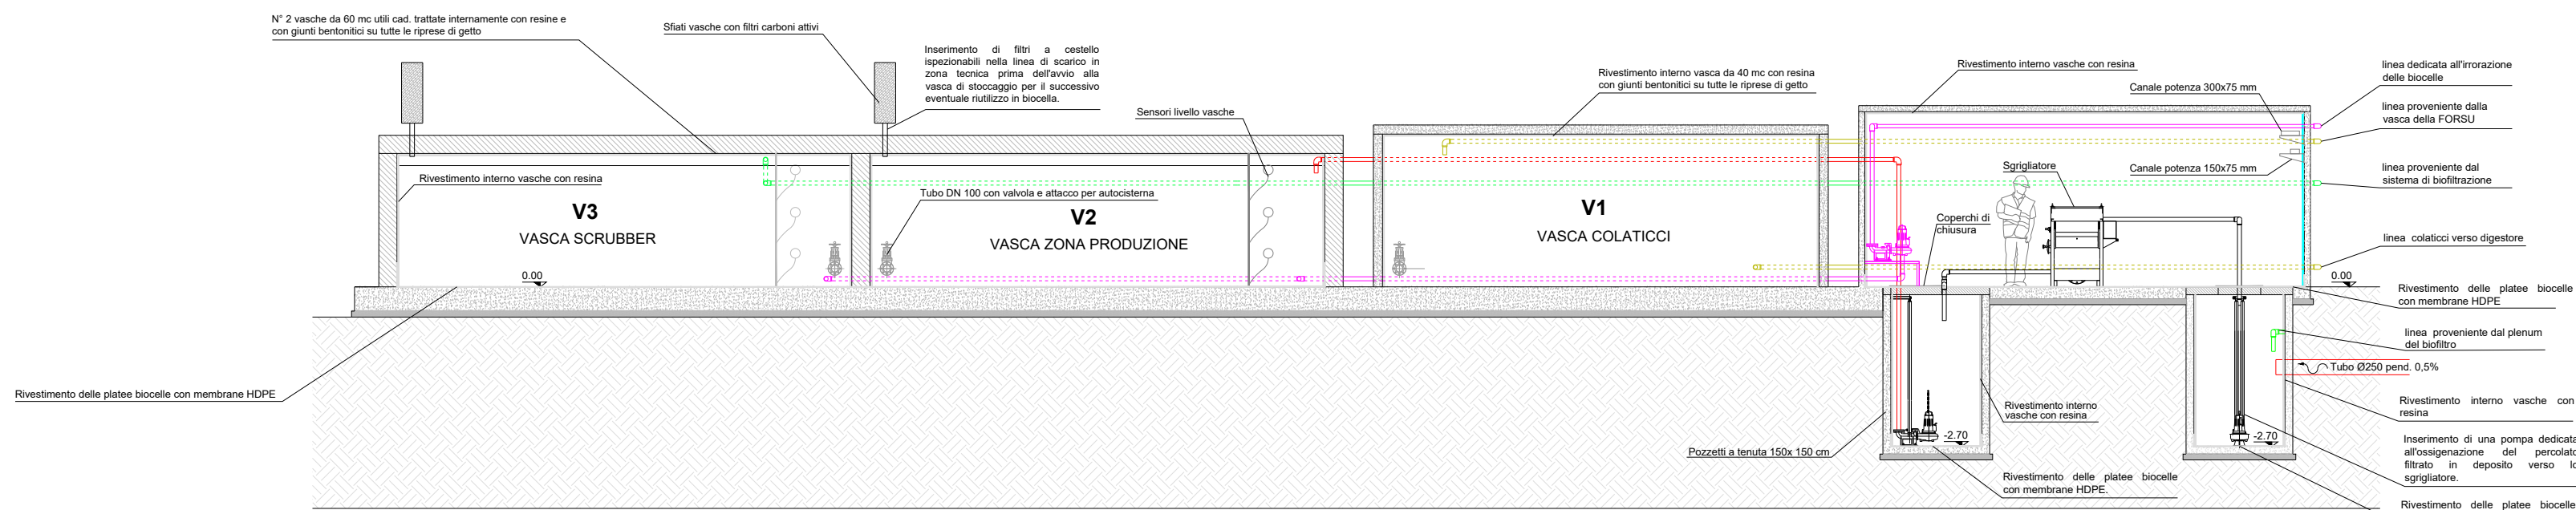 N° 2 vasche da 60 mc utili cad. trattate internamente con resine e
con giunti bentonitici su tutte le riprese di getto
Sfiati vasche con filtri carboni attivi
Inserimento di filtri a cestello
ispezionabili nella linea di scarico in
zona tecnica prima dell'avvio alla
vasca di stoccaggio per il successivo
eventuale riutilizzo in biocella.
Sensori livello vasche
Rivestimento interno vasca da 40 mc con resina
con giunti bentonitici su tutte le riprese di getto
Rivestimento interno vasche con resina
Canale potenza 300x75 mm
linea dedicata all'irrorazione
delle biocelle
linea proveniente dalla
vasca della FORSU
Sgrigliatore
Canale potenza 150x75 mm
linea proveniente dal
sistema di biofiltrazione
Rivestimento interno vasche con resina
Tubo DN 100 con valvola e attacco per autocisterna
V3
VASCA SCRUBBER
V2
VASCA ZONA PRODUZIONE
V1
VASCA COLATICCI
Coperchi di
chiusura
linea colaticci verso digestore
0.00
0.00
Rivestimento delle platee biocelle
con membrane HDPE
linea proveniente dal plenum
del biofiltro
Tubo Ø250 pend. 0,5%
Rivestimento delle platee biocelle con membrane HDPE
Rivestimento interno
vasche con resina
Rivestimento interno vasche con
resina
-2.70
-2.70
Pozzetti a tenuta 150x 150 cm
Inserimento di una pompa dedicata
all'ossigenazione del percolato
filtrato in deposito verso lo
sgrigliatore.
Rivestimento delle platee biocelle
con membrane HDPE.
Rivestimento delle platee biocelle